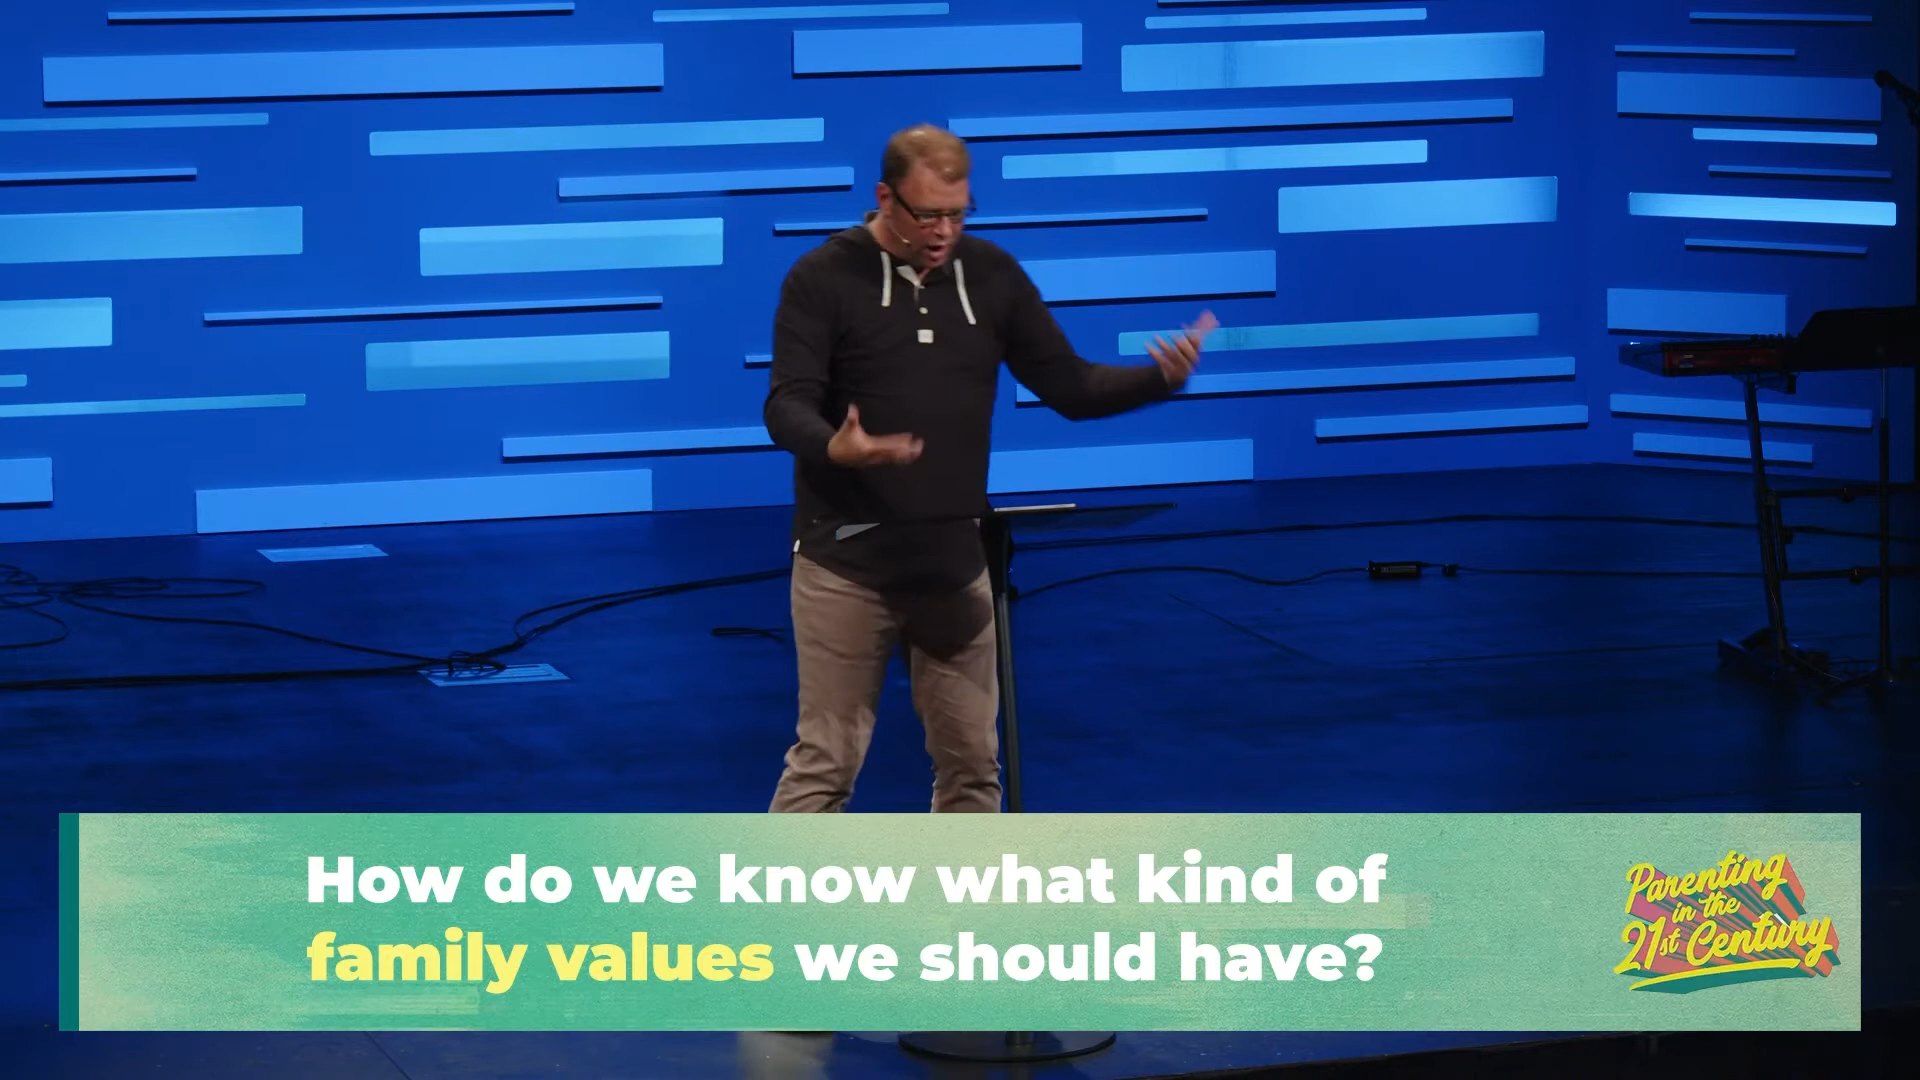 How do we know what kind of
family values we should have?
Parenting
in the
21st Century